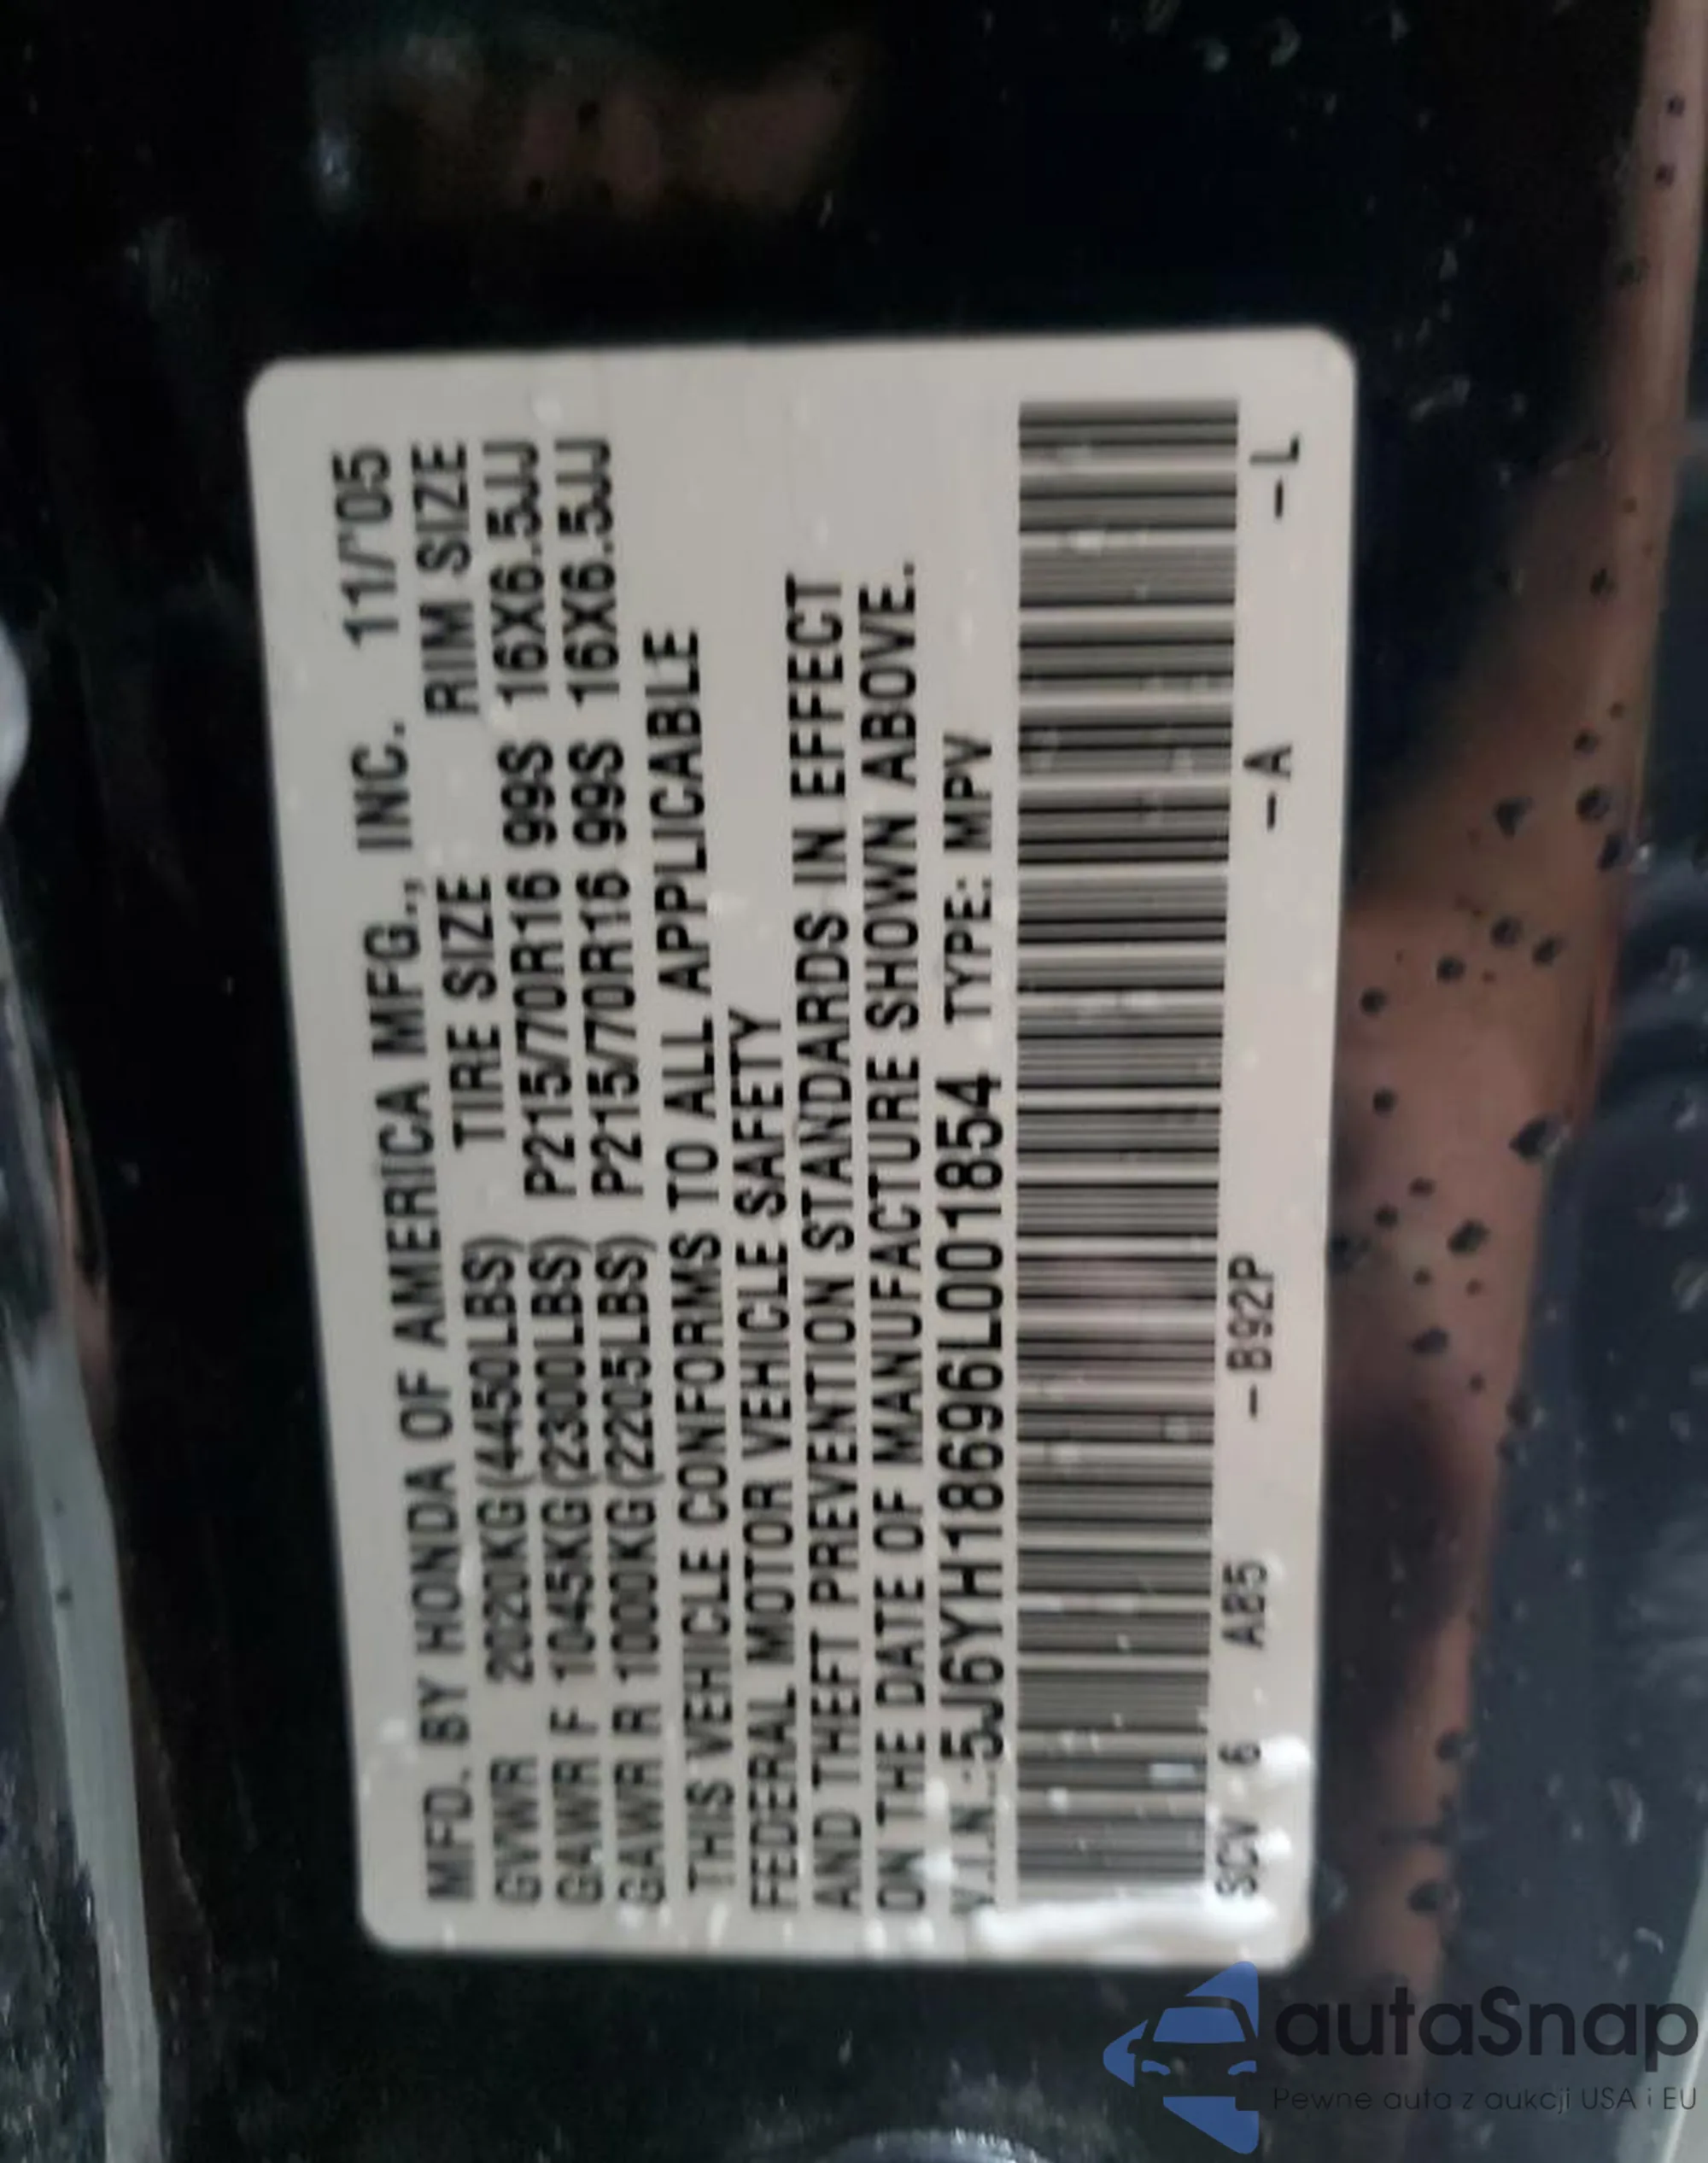 MFD. BY HONDA OF AMERICA MFG., INC. 11/'05
GVWR 2020KG(4450LBS) TIRE SIZE RIM SIZE
GAWR F 1045KG(2300LBS) P215/70R16 99S 16X6.5JJ
GAWR R 1000KG(2205LBS) P215/70R16 99S 16X6.5JJ
THIS VEHICLE CONFORMS TO ALL APPLICABLE
FEDERAL MOTOR VEHICLE SAFETY
AND THEFT PREVENTION STANDARDS IN EFFECT
ON THE DATE OF MANUFACTURE SHOWN ABOVE.
V.I.N.:5J6YH18696L001854 TYPE: MPV
SCV 6 AB5 -B92P -A -L
autaSnap
Pewne auta z aukcji USA i EU